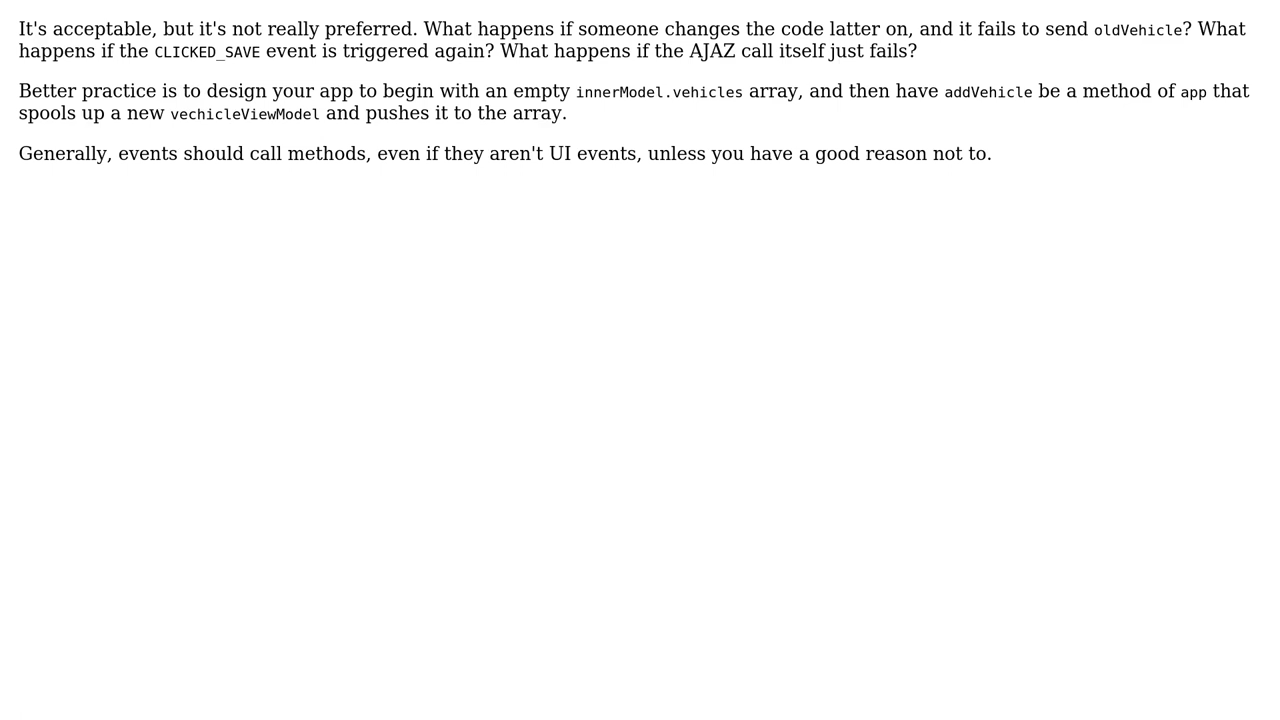 It's acceptable, but it's not really preferred. What happens if someone changes the code latter on, and it fails to send oldVehicle? What
happens if the CLICKED_SAVE event is triggered again? What happens if the AJAZ call itself just fails?
Better practice is to design your app to begin with an empty innerModel.vehicles array, and then have addVehicle be a method of app that
spools up a new vechicleViewModel and pushes it to the array.
Generally, events should call methods, even if they aren't UI events, unless you have a good reason not to.